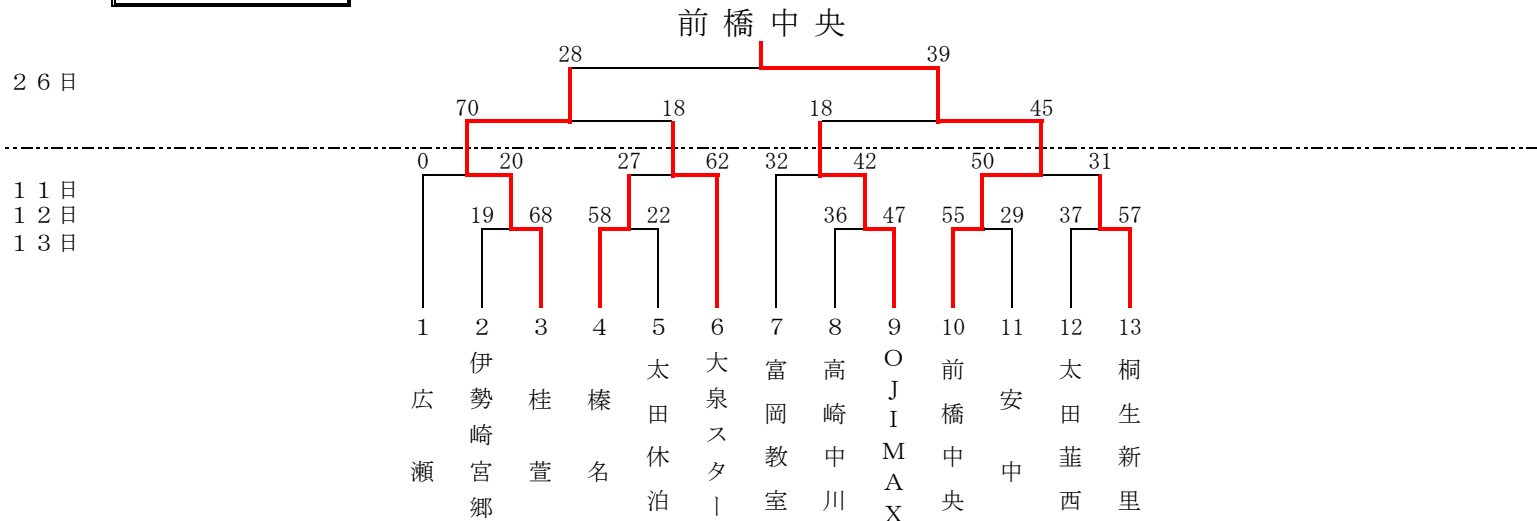 前橋中央
28 39
２６日
70 18 18 45
0 20 27 62 32 42 50 31
１１日
１２日
19 68 58 22 36 47 55 29 37 57
１３日
1 2 3 4 5 6 7 8 9 10 11 12 13
広瀬
伊勢崎宮郷
桂萱
榛名
太田休泊
大泉スター
富岡教室
高崎中川
OJIMAX
前橋中央
安中
太田韮西
桐生新里